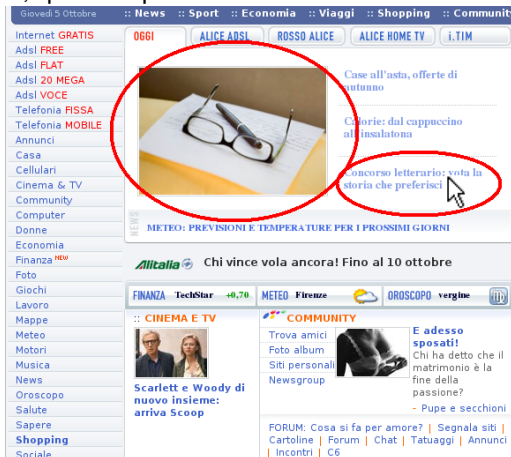 Giovedì 5 Ottobre
:: News :: Sport :: Economia :: Viaggi :: Shopping :: Communit
Internet GRATIS
Adsl FREE
Adsl FLAT
Adsl 20 MEGA
Adsl VOCE
Telefonia FISSA
Telefonia MOBILE
Annunci
Casa
Cellulari
Cinema & TV
Community
Computer
Donne
Economia
Finanza NEW
Foto
Giochi
Lavoro
Mappe
Meteo
Motori
Musica
News
Oroscopo
Salute
Sapere
Shopping
Sociale
OGGI
ALICE ADSL
ROSSO ALICE
ALICE HOME TV
i.TIM
Case all'asta, offerte di
autunno
Calorie: dal cappuccino
all'insalatona
Concorso letterario: vota la
storia che preferisci
NEWS
METEO: PREVISIONI E TEMPERATURE PER I PROSSIMI GIORNI
Alitalia Chi vince vola ancora! Fino al 10 ottobre
FINANZA TechStar +0,70 METEO Firenze OROSCOPO vergine
:: CINEMA E TV
Scarlett e Woody di
nuovo insieme:
arriva Scoop
COMMUNITY
Trova amici
Foto album
Siti personali
Newsgroup
E adesso
sposati!
Chi ha detto che il
matrimonio è la
fine della
passione?
- Pupe e secchioni
FORUM: Cosa si fa per amore? | Segnala siti |
Cartoline | Forum | Chat | Tatuaggi | Annunci
| Incontri | C6